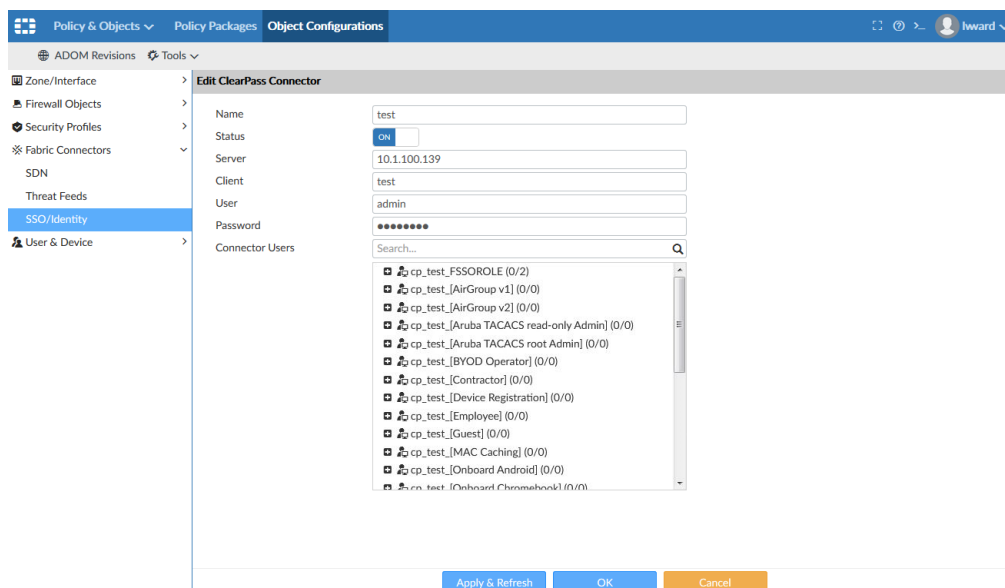 Policy & Objects Policy Packages Object Configurations lward
ADOM Revisions Tools
Zone/Interface
Firewall Objects
Security Profiles
Fabric Connectors
SDN
Threat Feeds
SSO/Identity
User & Device
Edit ClearPass Connector
Name test
Status ON
Server 10.1.100.139
Client test
User admin
Password ••••••••
Connector Users Search...
cp_test_FSSOROLE (0/2)
cp_test_[AirGroup v1] (0/0)
cp_test_[AirGroup v2] (0/0)
cp_test_[Aruba TACACS read-only Admin] (0/0)
cp_test_[Aruba TACACS root Admin] (0/0)
cp_test_[BYOD Operator] (0/0)
cp_test_[Contractor] (0/0)
cp_test_[Device Registration] (0/0)
cp_test_[Employee] (0/0)
cp_test_[Guest] (0/0)
cp_test_[MAC Caching] (0/0)
cp_test_[Onboard Android] (0/0)
cp_test_[Onboard Chromebook] (0/0)
Apply & Refresh OK Cancel